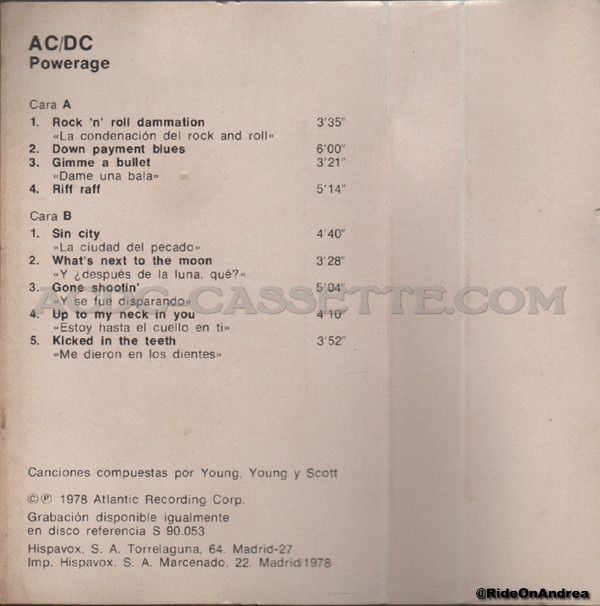 AC/DC
Powerage
Cara A
1. Rock 'n' roll dammation 3'35"
«La condenación del rock and roll»
2. Down payment blues 6'00"
3. Gimme a bullet 3'21"
«Dame una bala»
4. Riff raff 5'14"
Cara B
1. Sin city 4'40"
«La ciudad del pecado»
2. What's next to the moon 3'28"
«Y ¿después de la luna, qué?»
3. Gone shootin' 5'04"
«Y se fue disparando»
ACDC-CASSETTE.COM
4. Up to my neck in you 4'10"
«Estoy hasta el cuello en ti»
5. Kicked in the teeth 3'52"
«Me dieron en los dientes»
Canciones compuestas por Young, Young y Scott
©℗ 1978 Atlantic Recording Corp.
Grabación disponible igualmente
en disco referencia S 90.053
Hispavox, S. A. Torrelaguna, 64. Madrid-27
Imp. Hispavox, S. A. Marcenado, 22. Madrid/1978
@RideOnAndrea